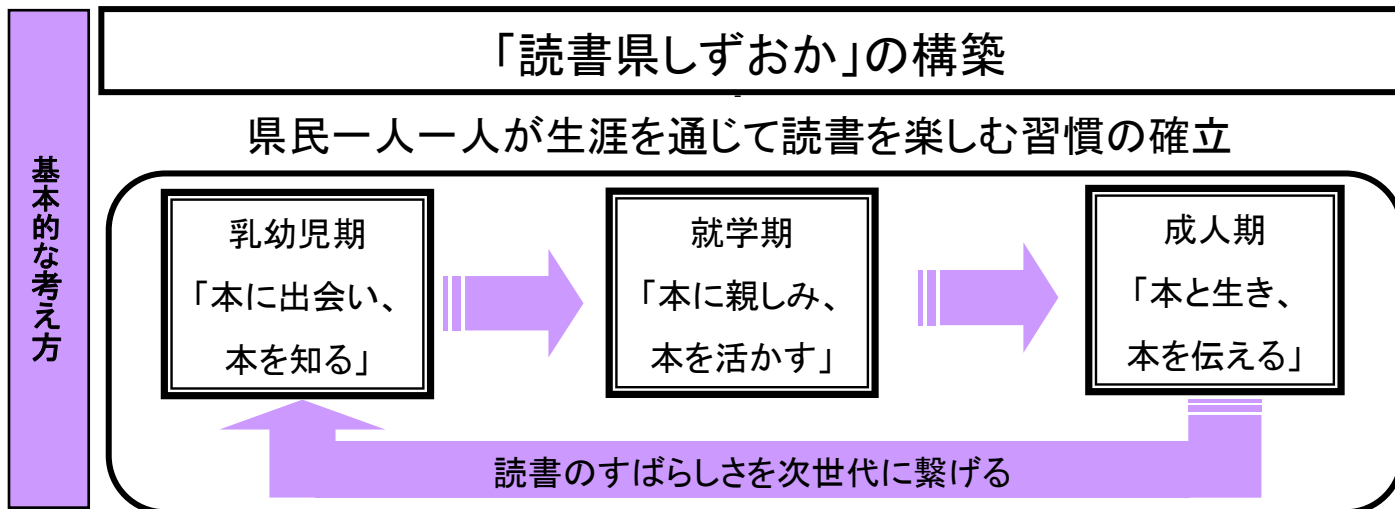 基本的な考え方
「読書県しずおか」の構築
県民一人一人が生涯を通じて読書を楽しむ習慣の確立
乳幼児期
「本に出会い、
本を知る」
就学期
「本に親しみ、
本を活かす」
成人期
「本と生き、
本を伝える」
読書のすばらしさを次世代に繋げる